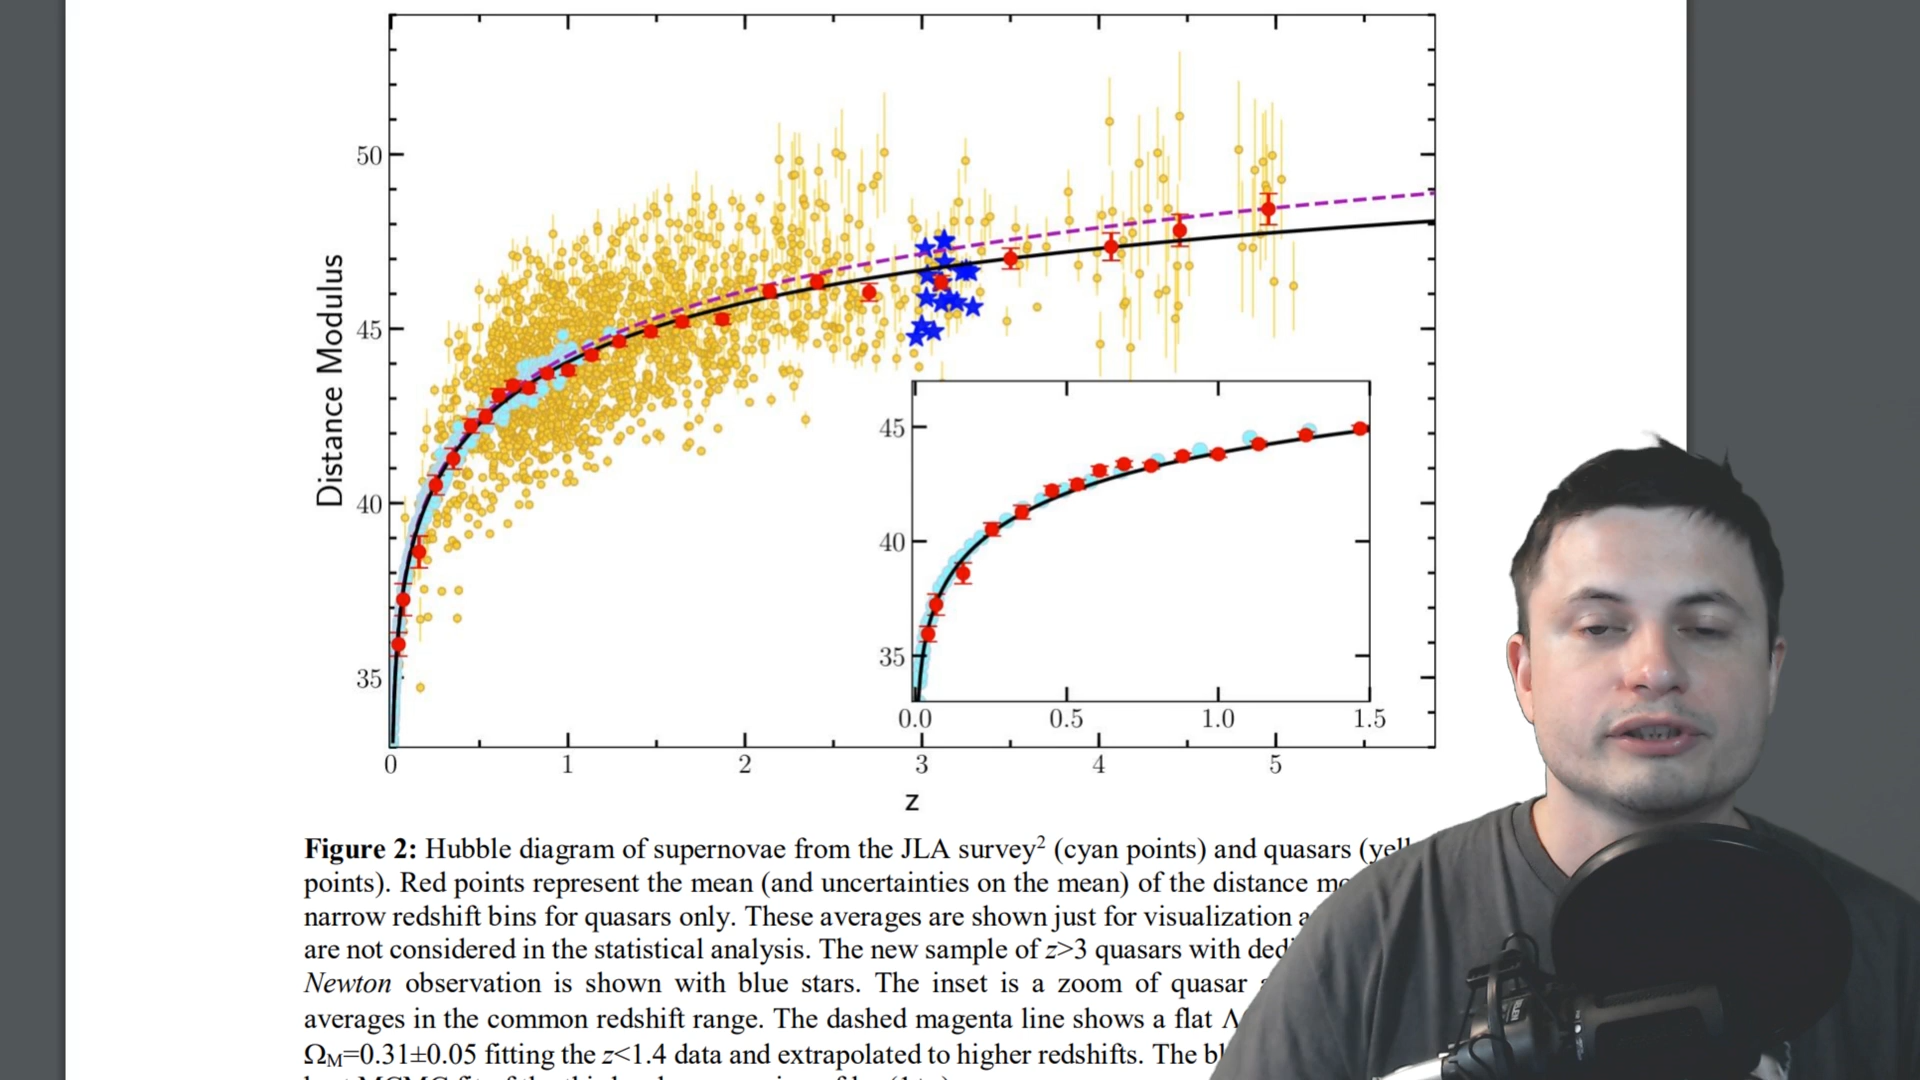 50
45
40
35
Distance Modulus
45
40
35
0.0 0.5 1.0 1.5
0 1 2 3 4 5
z
Figure 2: Hubble diagram of supernovae from the JLA survey² (cyan points) and quasars (yell
points). Red points represent the mean (and uncertainties on the mean) of the distance mo
narrow redshift bins for quasars only. These averages are shown just for visualization a
are not considered in the statistical analysis. The new sample of z>3 quasars with dedi
Newton observation is shown with blue stars. The inset is a zoom of quasar
averages in the common redshift range. The dashed magenta line shows a flat Λ
Ω_M=0.31±0.05 fitting the z<1.4 data and extrapolated to higher redshifts. The bl